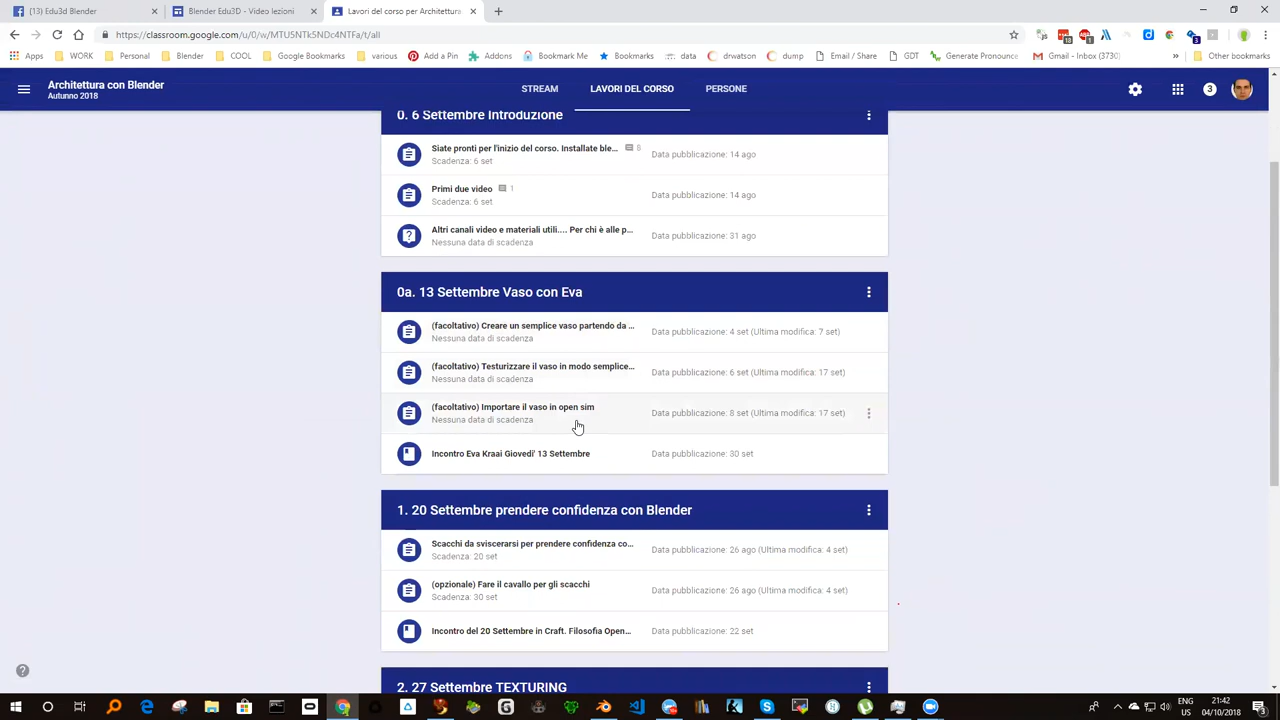 (13) Edu3d Blender
Blender Edu3D - Video lezioni
Lavori del corso per Architettura
https://classroom.google.com/u/0/w/MTU5NTk5NDc4NTFa/t/all
Apps WORK Personal Blender COOL Google Bookmarks various Add a Pin Addons Bookmark Me Bookmarks data drwatson dump Email / Share GDT Generate Pronounce Gmail - Inbox (3730) » Other bookmarks
Architettura con Blender
Autunno 2018
STREAM LAVORI DEL CORSO PERSONE
3
0. 6 Settembre Introduzione
Siate pronti per l'inizio del corso. Installate ble... 6
Scadenza: 6 set
Data pubblicazione: 14 ago
Primi due video 1
Scadenza: 6 set
Data pubblicazione: 14 ago
Altri canali video e materiali utili.... Per chi è alle p...
Nessuna data di scadenza
Data pubblicazione: 31 ago
0a. 13 Settembre Vaso con Eva
(facoltativo) Creare un semplice vaso partendo da ...
Nessuna data di scadenza
Data pubblicazione: 4 set (Ultima modifica: 7 set)
(facoltativo) Testurizzare il vaso in modo semplice...
Nessuna data di scadenza
Data pubblicazione: 6 set (Ultima modifica: 17 set)
(facoltativo) Importare il vaso in open sim
Nessuna data di scadenza
Data pubblicazione: 8 set (Ultima modifica: 17 set)
Incontro Eva Kraai Giovedi' 13 Settembre
Data pubblicazione: 30 set
1. 20 Settembre prendere confidenza con Blender
Scacchi da sviscerarsi per prendere confidenza co...
Scadenza: 20 set
Data pubblicazione: 26 ago (Ultima modifica: 4 set)
(opzionale) Fare il cavallo per gli scacchi
Scadenza: 30 set
Data pubblicazione: 26 ago (Ultima modifica: 4 set)
Incontro del 20 Settembre in Craft. Filosofia Open...
Data pubblicazione: 22 set
2. 27 Settembre TEXTURING
ENG
US
21:42
04/10/2018